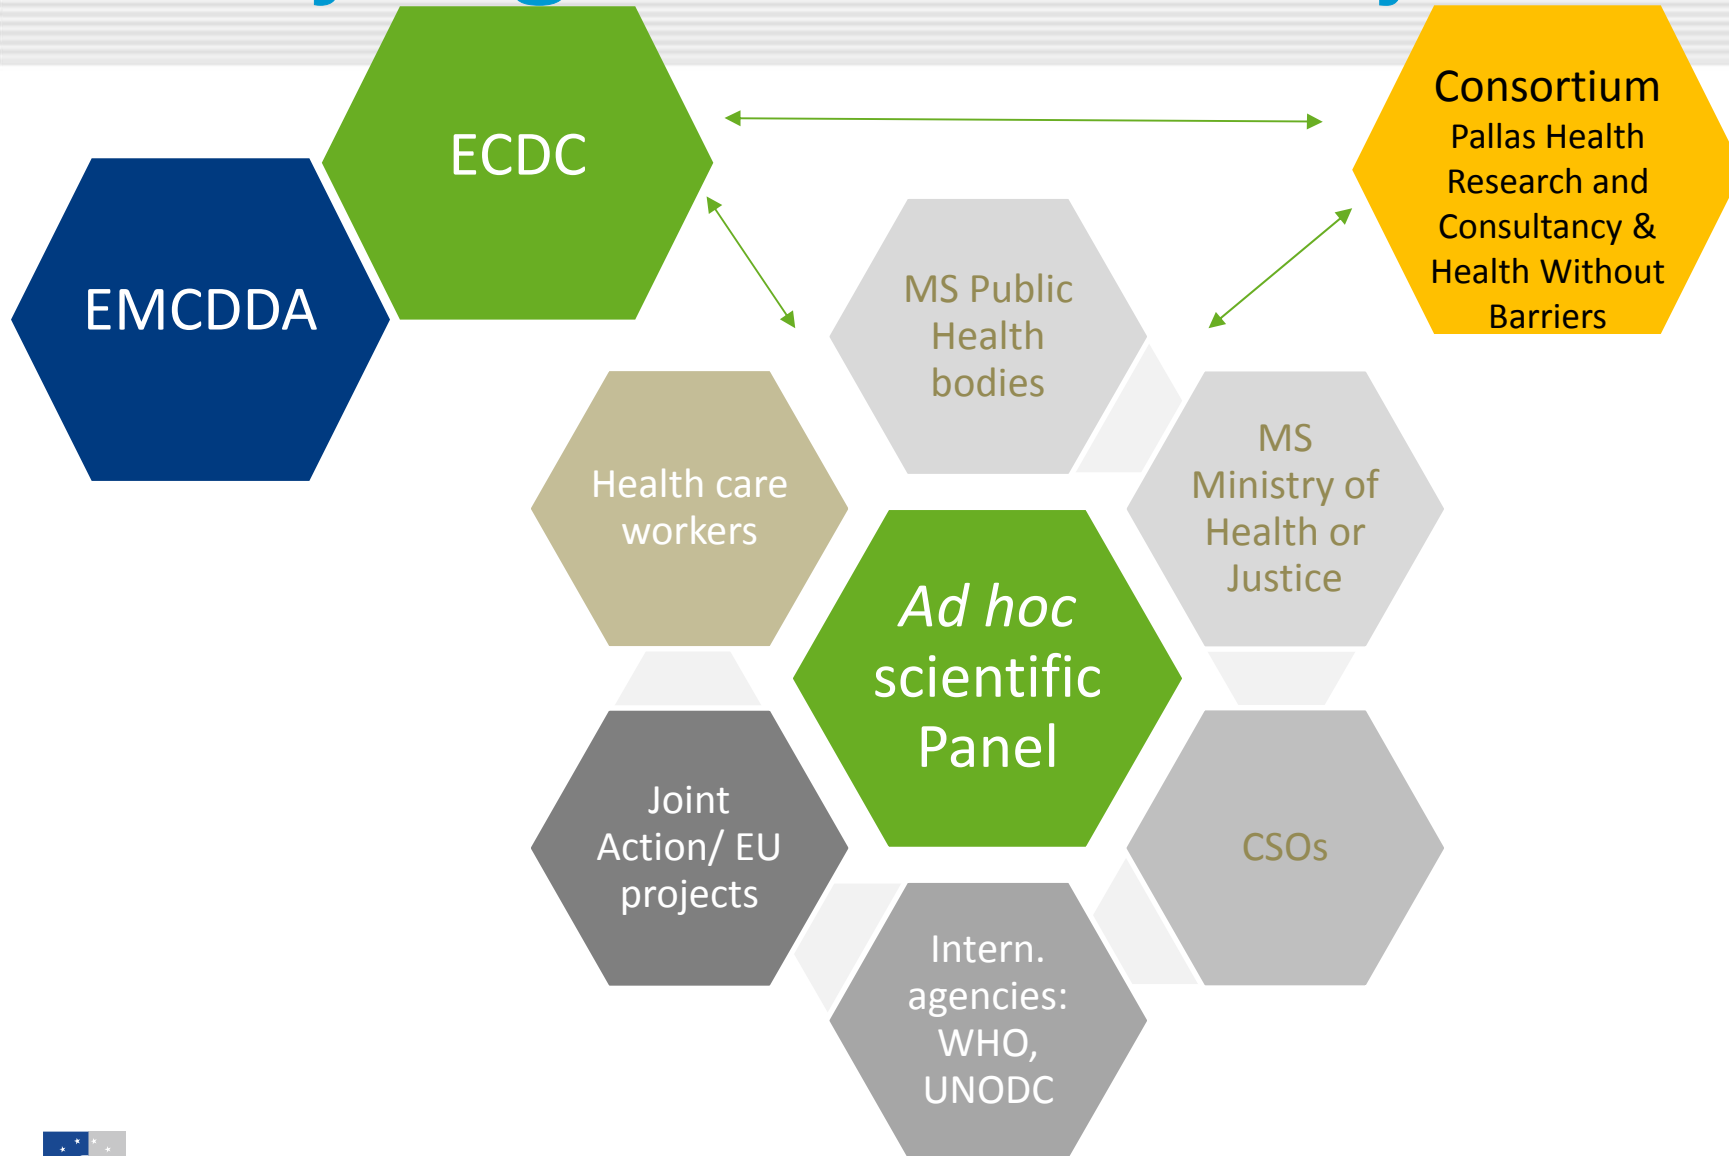 ECDC
EMCDDA
Consortium
Pallas Health
Research and
Consultancy &
Health Without
Barriers
MS Public
Health
bodies
MS
Ministry of
Health or
Justice
Health care
workers
Ad hoc
scientific
Panel
Joint
Action/ EU
projects
CSOs
Intern.
agencies:
WHO,
UNODC